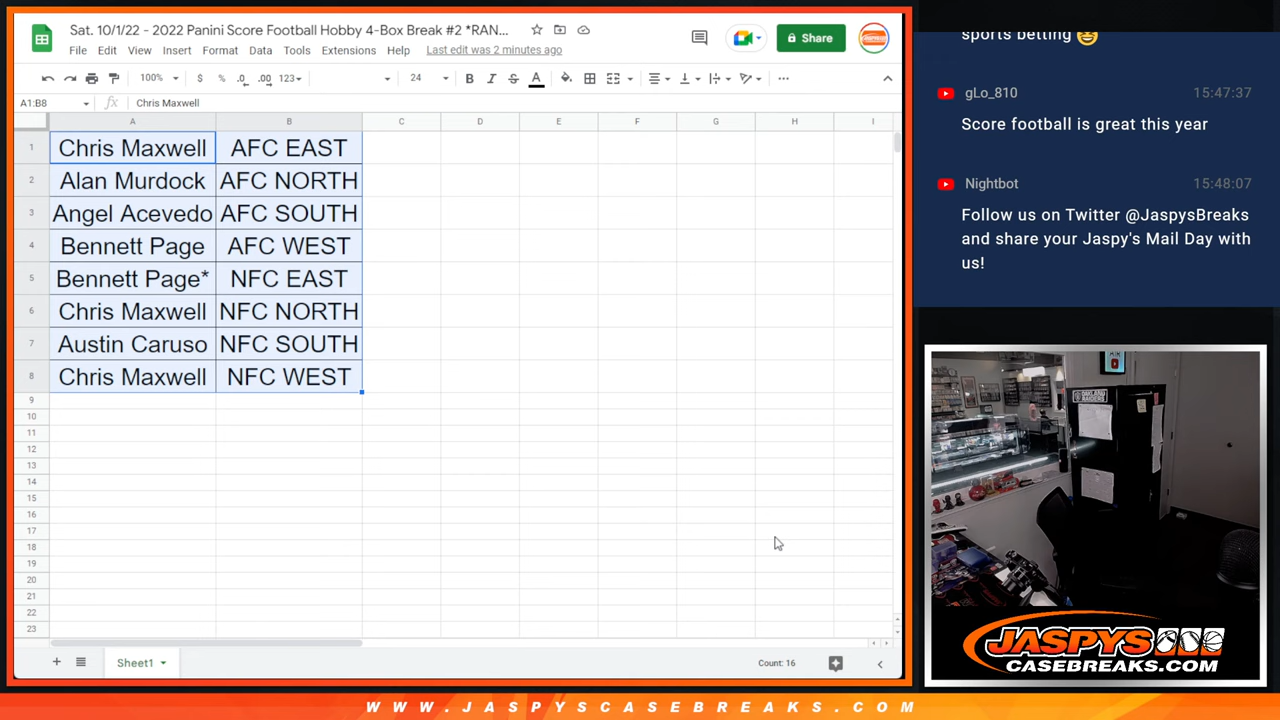 Sat. 10/1/22 - 2022 Panini Score Football Hobby 4-Box Break #2 *RAN...
File Edit View Insert Format Data Tools Extensions Help Last edit was 2 minutes ago
Share
100% $ % .0 .00 123 24 B I S A
A1:B8 fx Chris Maxwell
A B C D E F G H I
1 Chris Maxwell AFC EAST
2 Alan Murdock AFC NORTH
3 Angel Acevedo AFC SOUTH
4 Bennett Page AFC WEST
5 Bennett Page* NFC EAST
6 Chris Maxwell NFC NORTH
7 Austin Caruso NFC SOUTH
8 Chris Maxwell NFC WEST
9
10
11
12
13
14
15
16
17
18
19
20
21
22
23
Sheet1 Count: 16
sports betting 😆
gLo_810 15:47:37
Score football is great this year
Nightbot 15:48:07
Follow us on Twitter @JaspysBreaks
and share your Jaspy's Mail Day with
us!
OAKLAND
RAIDERS
JASPYS
CASEBREAKS.COM
WWW.JASPYSCASEBREAKS.COM